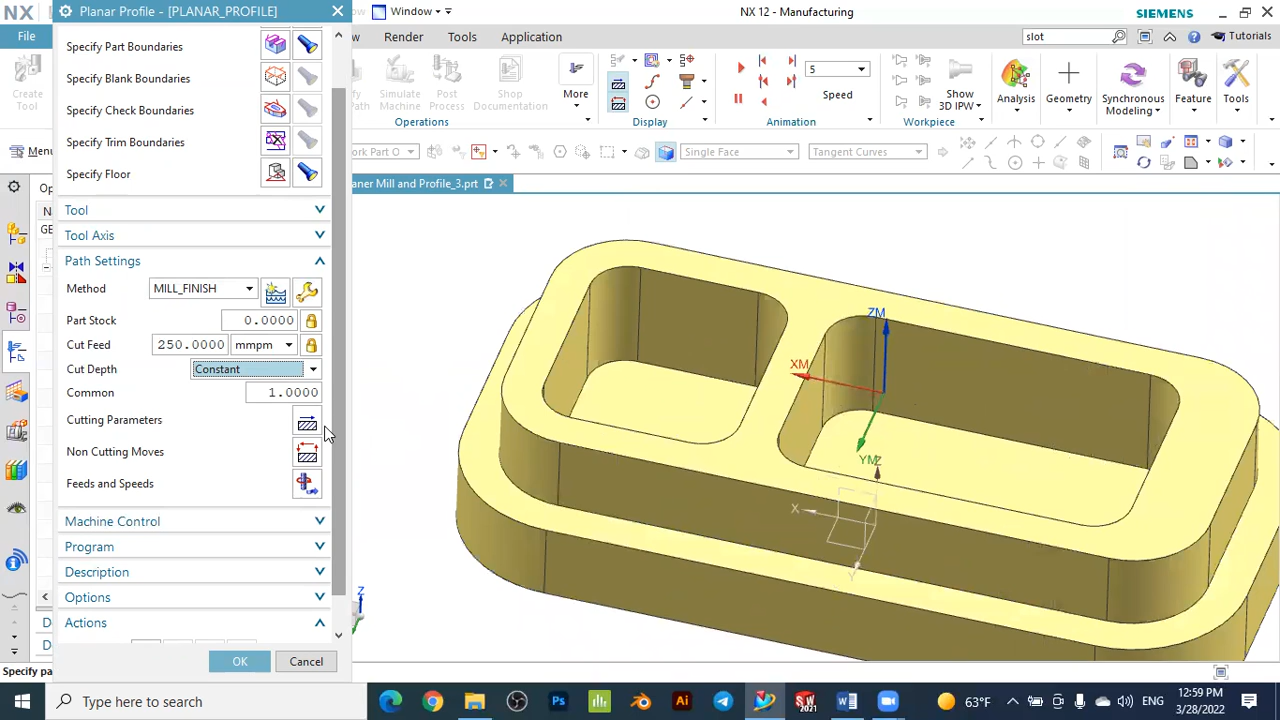 Planar Profile - [PLANAR_PROFILE]
NX
Window
NX 12 - Manufacturing
SIEMENS
File
Render
Tools
Application
slot
Tutorials
Create
Tool
Simulate
Machine
Post
Process
Shop
Documentation
More
5
Speed
Show
3D IPW
Analysis
Geometry
Synchronous
Modeling
Feature
Tools
Operations
Display
Animation
Workpiece
Menu
ork Part O
Single Face
Tangent Curves
aner Mill and Profile_3.prt
Specify Part Boundaries
Specify Blank Boundaries
Specify Check Boundaries
Specify Trim Boundaries
Specify Floor
Tool
Tool Axis
Path Settings
Method
MILL_FINISH
Part Stock
0.0000
Cut Feed
250.0000
mmpm
Cut Depth
Constant
Common
1.0000
Cutting Parameters
Non Cutting Moves
Feeds and Speeds
Machine Control
Program
Description
Options
Actions
OK
Cancel
ZM
XM
YM
Z
X
Y
Z
Specify pa
Type here to search
63°F
ENG
12:59 PM
3/28/2022